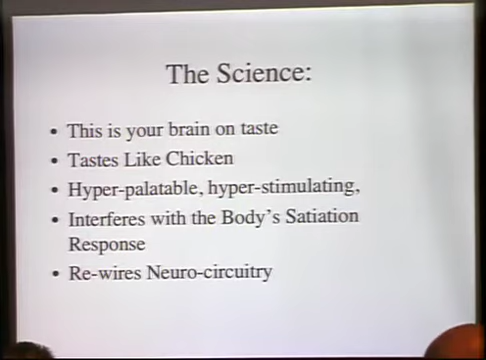 The Science:
• This is your brain on taste
• Tastes Like Chicken
• Hyper-palatable, hyper-stimulating,
• Interferes with the Body's Satiation
Response
• Re-wires Neuro-circuitry